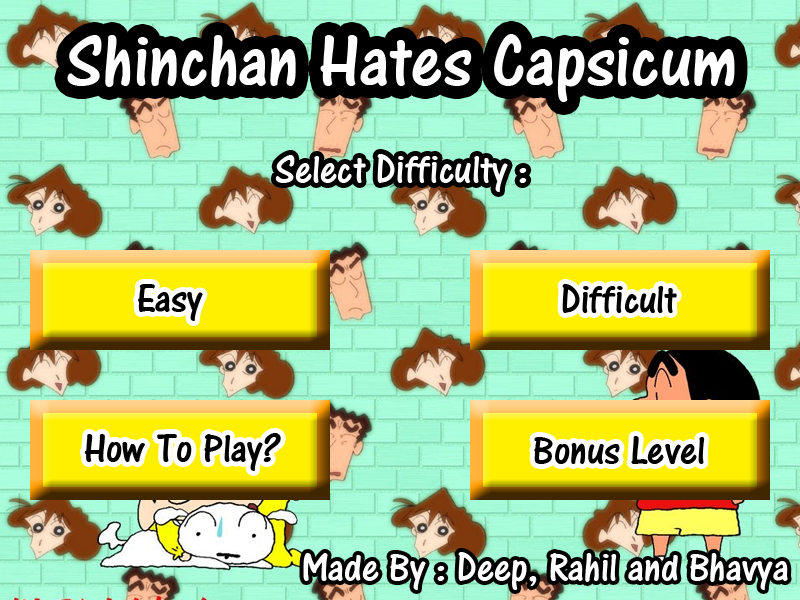 Shinchan Hates Capsicum
Select Difficulty :
Easy
Difficult
How To Play?
Bonus Level
Made By : Deep, Rahil and Bhavya